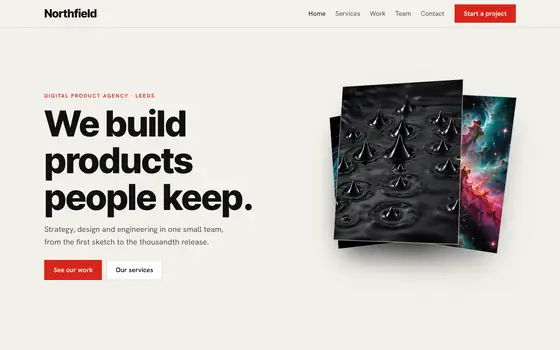 Northfield
Home Services Work Team Contact Start a project
DIGITAL PRODUCT AGENCY · LEEDS
We build
products
people keep.
Strategy, design and engineering in one small team,
from the first sketch to the thousandth release.
See our work Our services